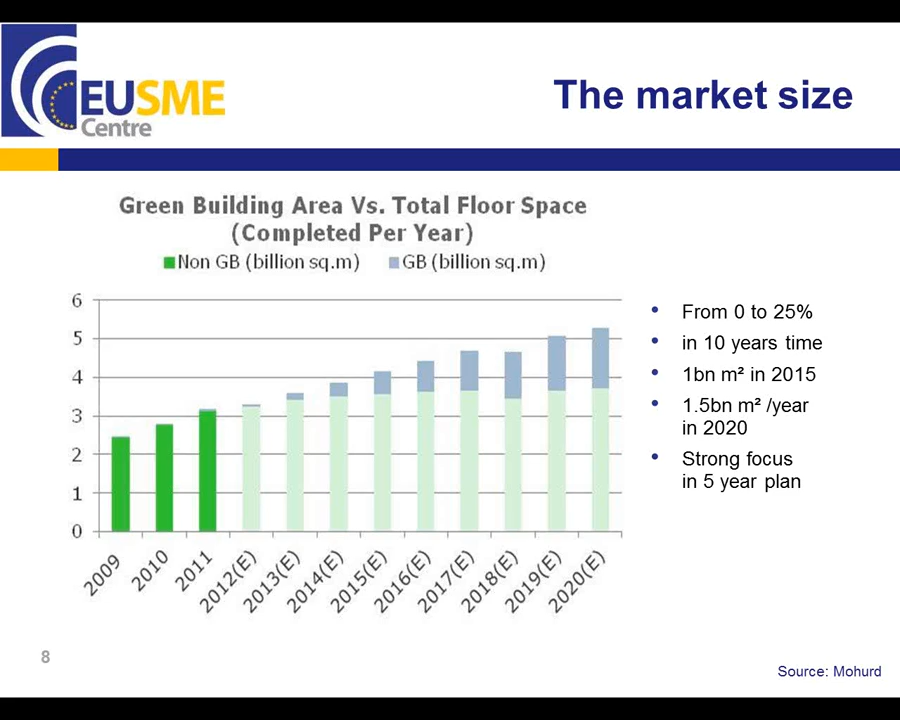 EUSME
Centre
The market size
Green Building Area Vs. Total Floor Space
(Completed Per Year)
Non GB (billion sq.m) GB (billion sq.m)
6
5
4
3
2
1
0
2009 2010 2011 2012(E) 2013(E) 2014(E) 2015(E) 2016(E) 2017(E) 2018(E) 2019(E) 2020(E)
• From 0 to 25%
• in 10 years time
• 1bn m² in 2015
• 1.5bn m² /year
in 2020
• Strong focus
in 5 year plan
8
Source: Mohurd